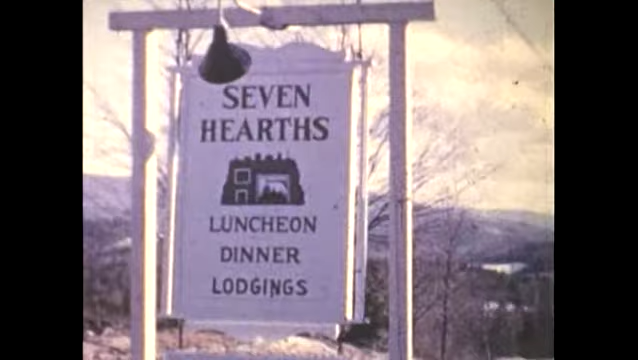 SEVEN
HEARTHS
LUNCHEON
DINNER
LODGINGS